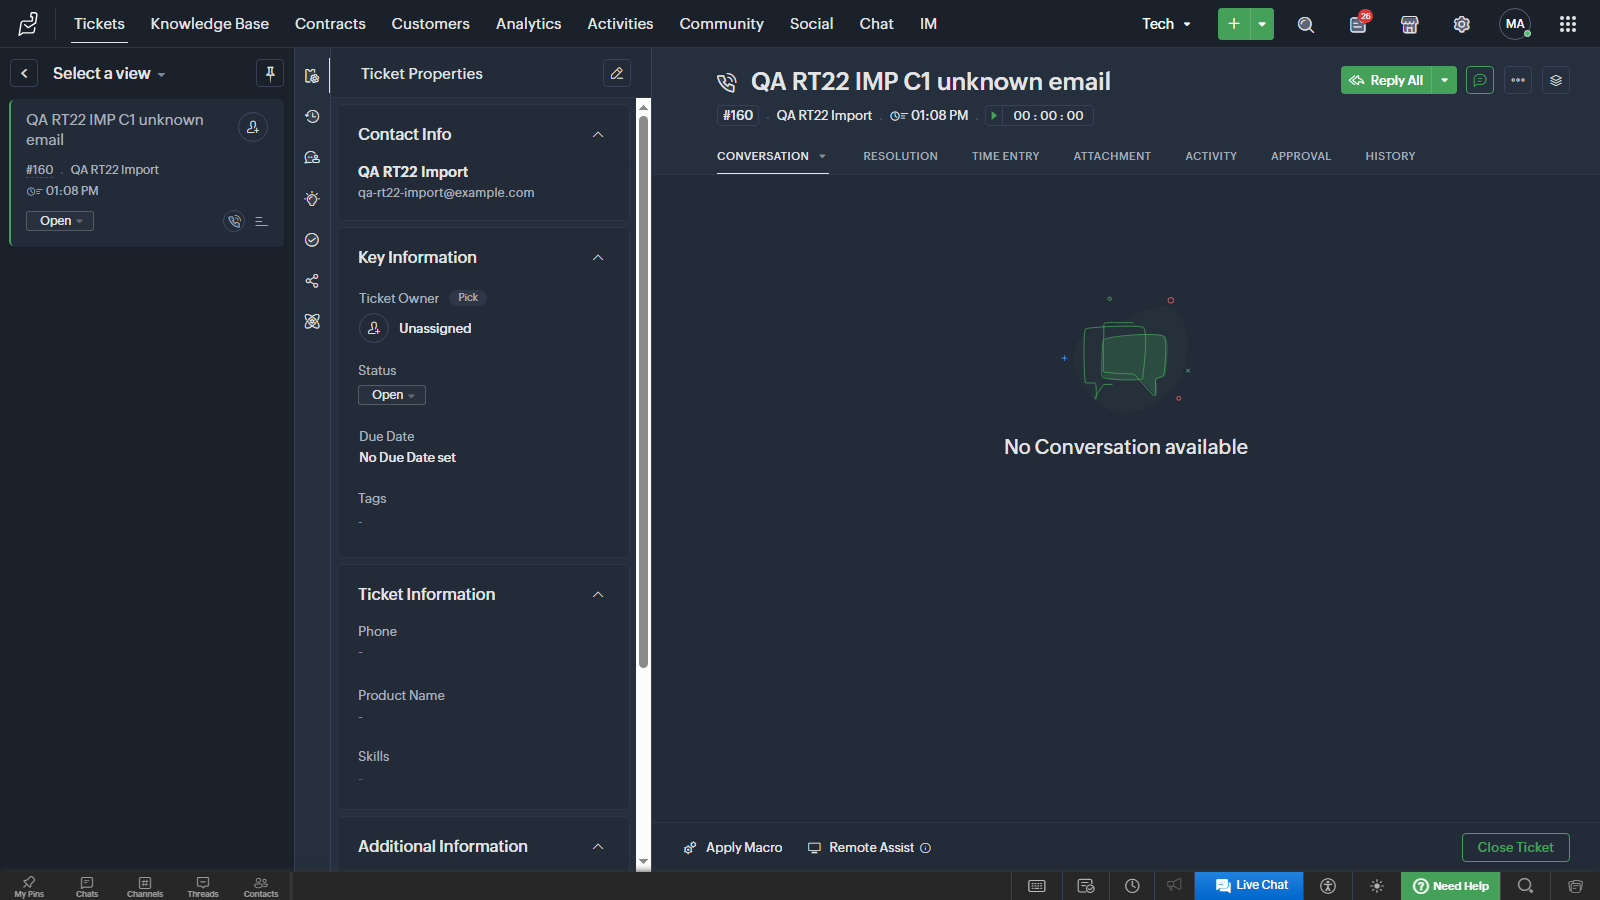 Tickets
Knowledge Base
Contracts
Customers
Analytics
Activities
Community
Social
Chat
IM
Tech
26
MA
Select a view
QA RT22 IMP C1 unknown
email
#160 . QA RT22 Import
01:08 PM
Open
Ticket Properties
Contact Info
QA RT22 Import
qa-rt22-import@example.com
Key Information
Ticket Owner Pick
Unassigned
Status
Open
Due Date
No Due Date set
Tags
-
Ticket Information
Phone
-
Product Name
-
Skills
-
Additional Information
QA RT22 IMP C1 unknown email
#160 . QA RT22 Import . 01:08 PM . 00 : 00 : 00
Reply All
CONVERSATION
RESOLUTION
TIME ENTRY
ATTACHMENT
ACTIVITY
APPROVAL
HISTORY
No Conversation available
Apply Macro
Remote Assist
Close Ticket
My Pins
Chats
Channels
Threads
Contacts
Live Chat
Need Help